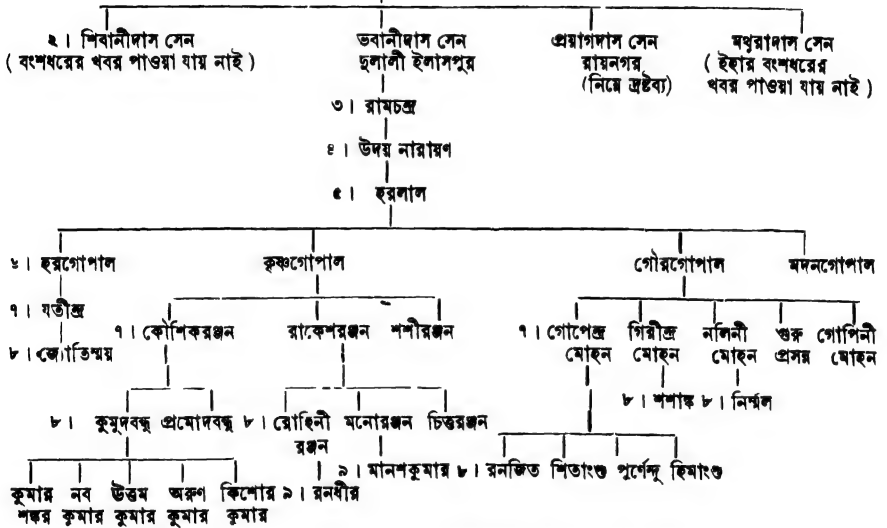 ২। শিবানীদাস সেন ভবানীদাস সেন প্রয়াগদাস সেন মথুরাদাস সেন
( বংশধরের খবর পাওয়া যায় নাই ) দুলালী ইলাসপুর রায়নগর ( ইহার বংশধরের
(নিম্নে দ্রষ্টব্য) খবর পাওয়া যায় নাই )
৩। রামচন্দ্র
৪। উদয় নারায়ণ
৫। হরলাল
৬। হরগোপাল কৃষ্ণগোপাল গৌরগোপাল মদনগোপাল
৭। যতীন্দ্র
৭। কৌশিকরঞ্জন রাকেশরঞ্জন শশীরঞ্জন ৭। গোপেন্দ্র গিরীন্দ্র নলিনী গুরু গোপিনী
মোহন মোহন মোহন প্রসন্ন মোহন
৮। জ্যোতিষ্ময়
৮। শশাঙ্ক ৮। নির্ম্মল
৮। কুমুদবন্ধু প্রমোদবন্ধু ৮। রোহিনী মনোরঞ্জন চিত্তরঞ্জন
রঞ্জন
৯। মানশকুমার ৮। রনজিত শিতাংশু পূর্ণেন্দু হিমাংশু
কুমার নব উত্তম অরুণ কিশোর ৯। রনধীর
শঙ্কর কুমার কুমার কুমার কুমার